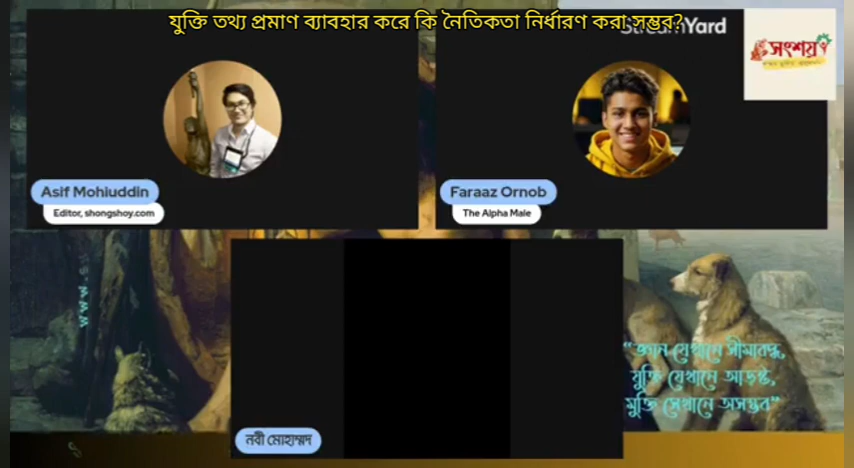 যুক্তি তথ্য প্রমাণ ব্যাবহার করে কি নৈতিকতা নির্ধারণ করা সম্ভব?
StreamYard
সংশয়
Asif Mohiuddin
Editor, shongshoy.com
Faraaz Ornob
The Alpha Male
www.
"জ্ঞান যেখানে সীমাবদ্ধ,
যুক্তি যেখানে আড়ষ্ট,
মুক্তি সেখানে অসম্ভব"
নবী মোহাম্মদ